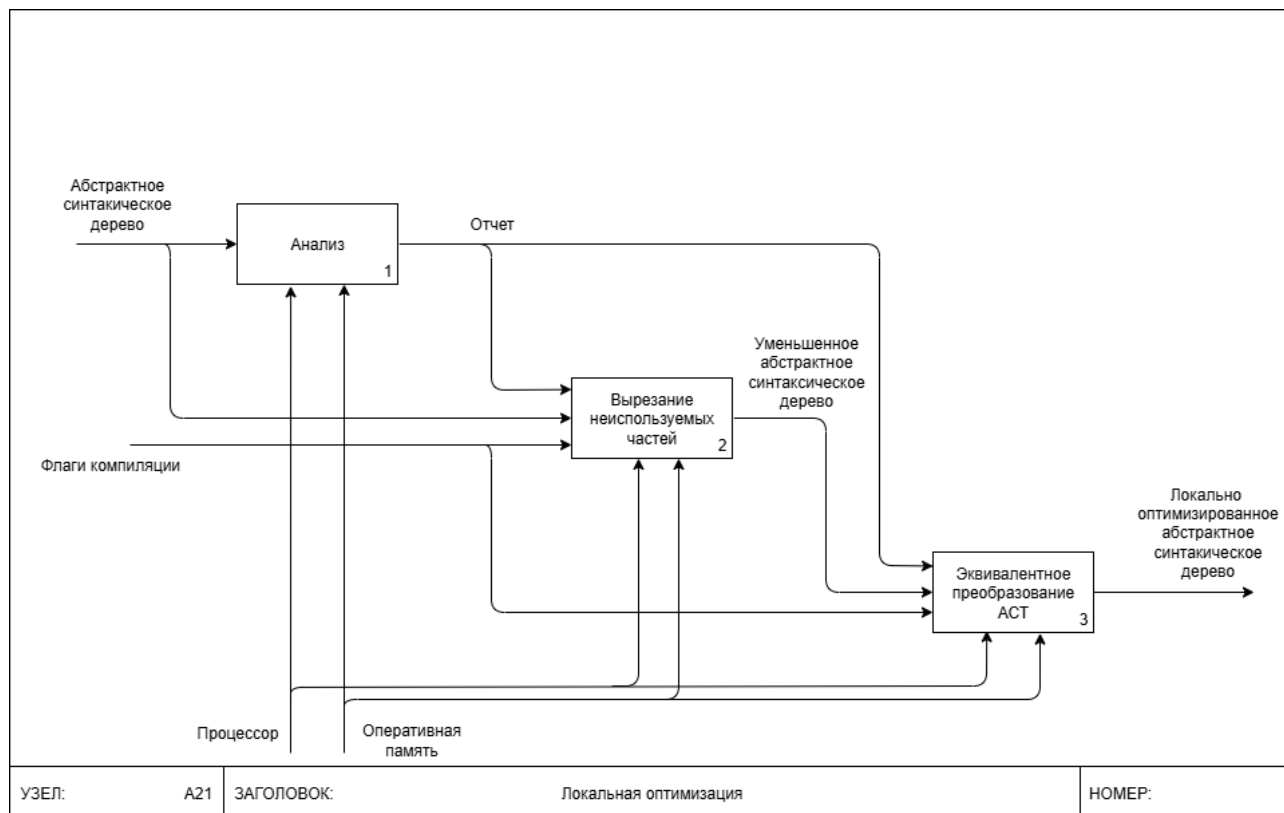 Абстрактное
синтакическое
дерево
Анализ
1
Отчет
Уменьшенное
абстрактное
синтаксическое
дерево
Вырезание
неиспользуемых
частей
2
Флаги компиляции
Локально
оптимизированное
абстрактное
синтакическое
дерево
Эквивалентное
преобразование
АСТ
3
Процессор
Оперативная
память
УЗЕЛ: А21 ЗАГОЛОВОК: Локальная оптимизация НОМЕР: